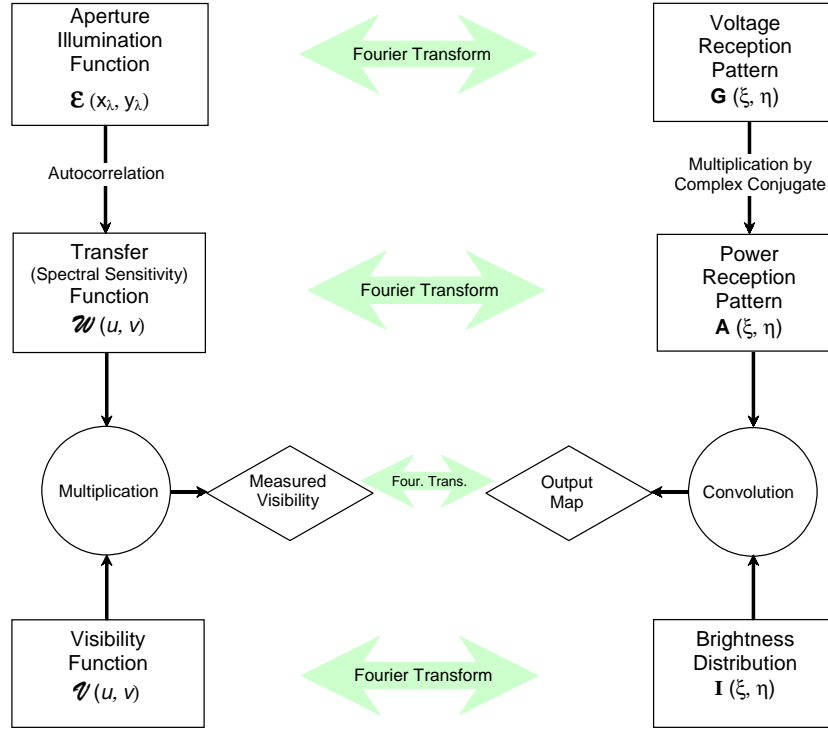 Aperture
Illumination
Function
ℰ (xλ, yλ)
Fourier Transform
Voltage
Reception
Pattern
G (ξ, η)
Autocorrelation
Multiplication by
Complex Conjugate
Transfer
(Spectral Sensitivity)
Function
𝒲 (u, v)
Fourier Transform
Power
Reception
Pattern
A (ξ, η)
Multiplication
Measured
Visibility
Four. Trans.
Output
Map
Convolution
Visibility
Function
𝒱 (u, v)
Fourier Transform
Brightness
Distribution
I (ξ, η)